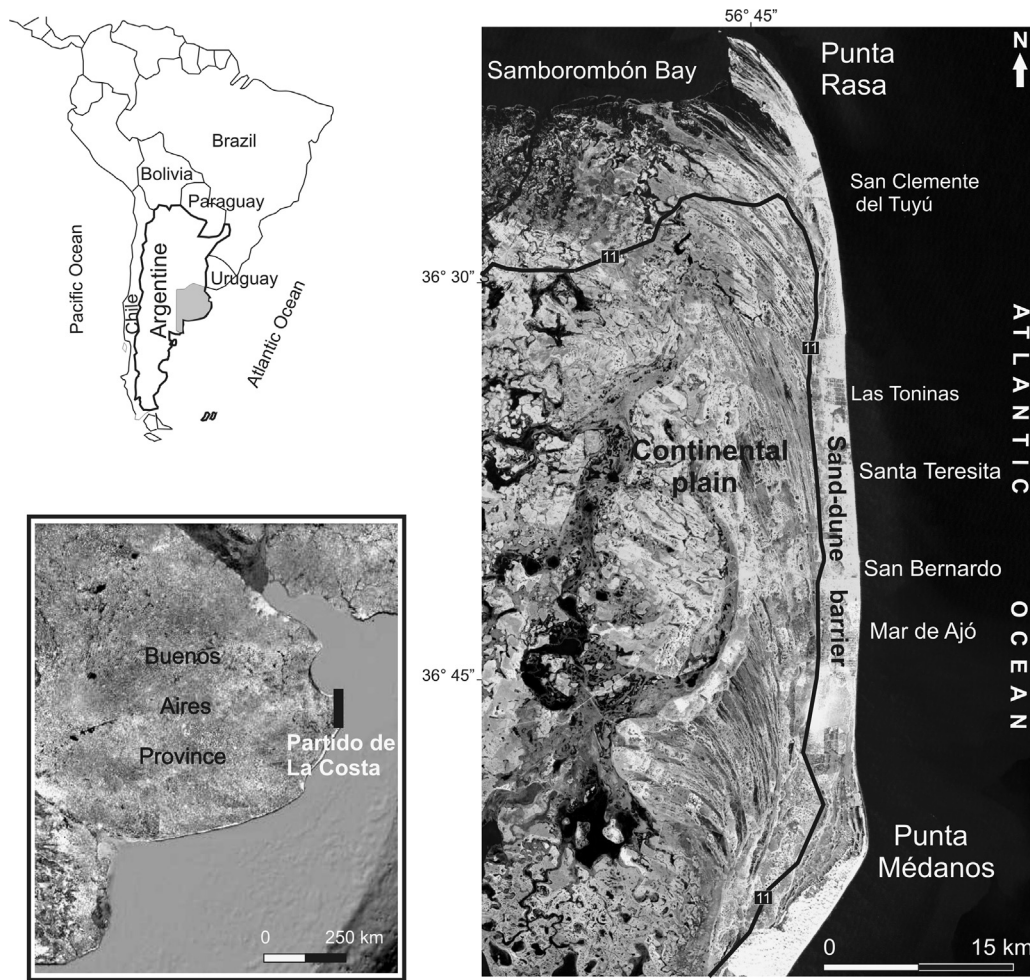 Brazil
Bolivia
Paraguay
Uruguay
Argentine
Chile
Pacific Ocean
Atlantic Ocean
Buenos
Aires
Province
Partido de
La Costa
0 250 km
56° 45"
N
Samborombón Bay
Punta
Rasa
San Clemente
del Tuyú
11
36° 30"
11
Las Toninas
Continental
plain
Santa Teresita
Sand-dune barrier
San Bernardo
Mar de Ajó
36° 45"
ATLANTIC OCEAN
Punta
Médanos
11
0 15 km